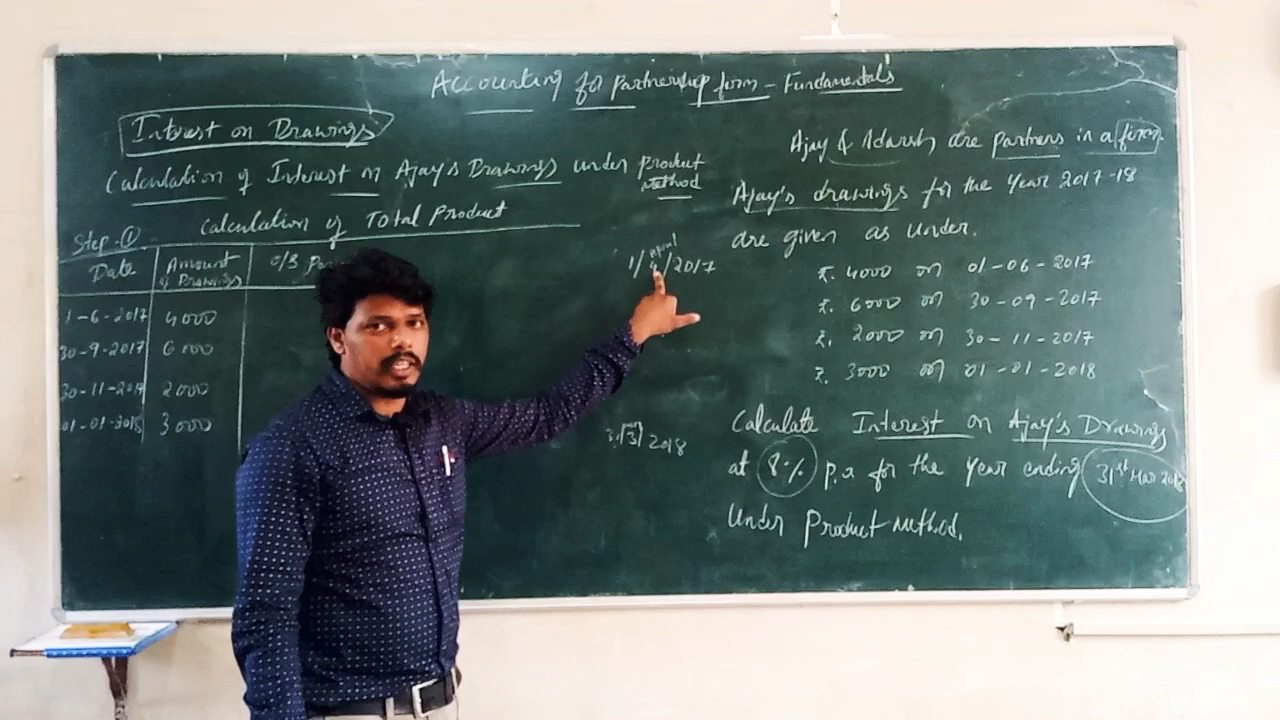 Accounting for Partnership firm - Fundamentals
Interest on Drawings
Calculation of Interest on Ajay's Drawings under Product Method
Step-①
Calculation of Total Product
Date Amount of Drawings O/S
1-6-2017 4000
30-9-2017 6000
30-11-2017 2000
01-01-2018 3000
1/4/2017
April
2018
Ajay & Adarsh are partners in a firm.
Ajay's drawings for the Year 2017-18
are given as under.
₹. 4000 on 01-06-2017
₹. 6000 on 30-09-2017
₹. 2000 on 30-11-2017
₹. 3000 on 01-01-2018
Calculate Interest on Ajay's Drawings
at 8% p.a for the Year ending 31st Mar 2018
Under Product Method.